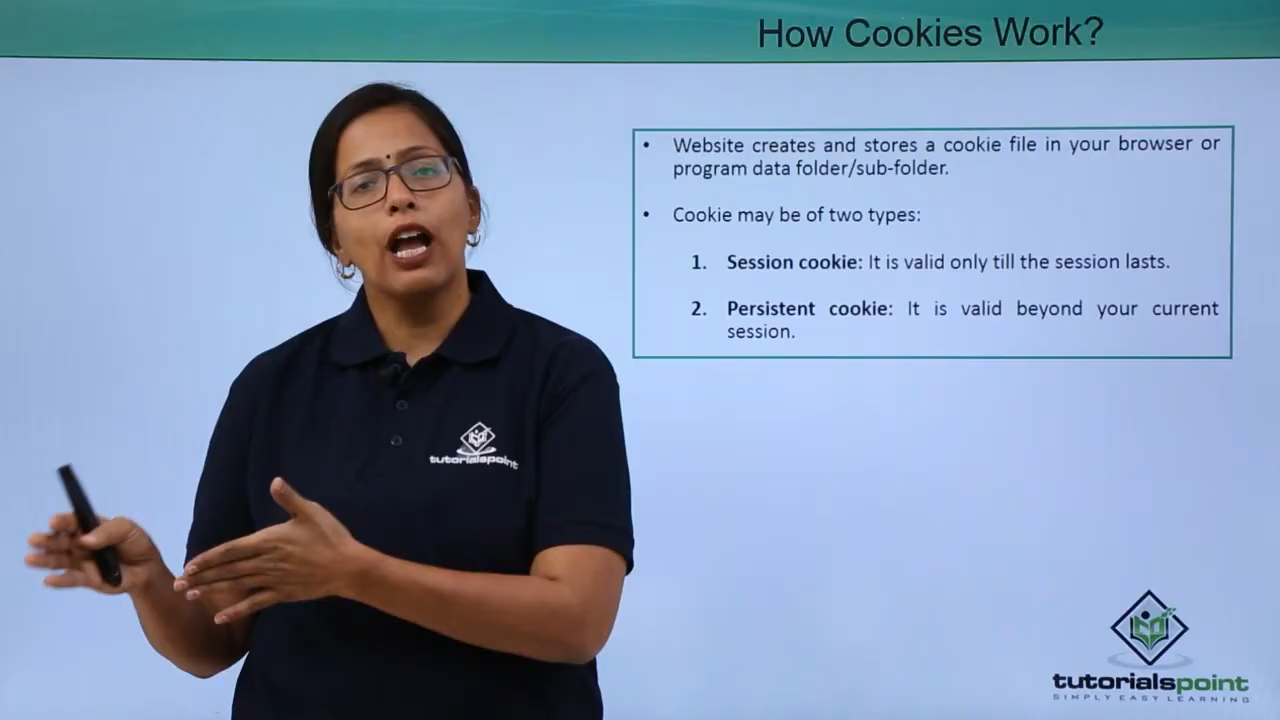 How Cookies Work?
• Website creates and stores a cookie file in your browser or
program data folder/sub-folder.
• Cookie may be of two types:
1. Session cookie: It is valid only till the session lasts.
2. Persistent cookie: It is valid beyond your current
session.
tutorialspoint
tutorialspoint
SIMPLY EASY LEARNING